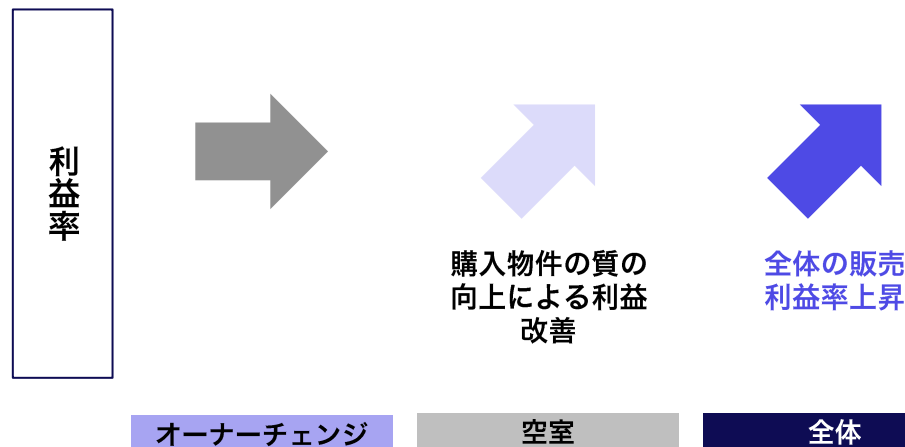 利益率
購入物件の質の
向上による利益
改善
全体の販売
利益率上昇
オーナーチェンジ
空室
全体